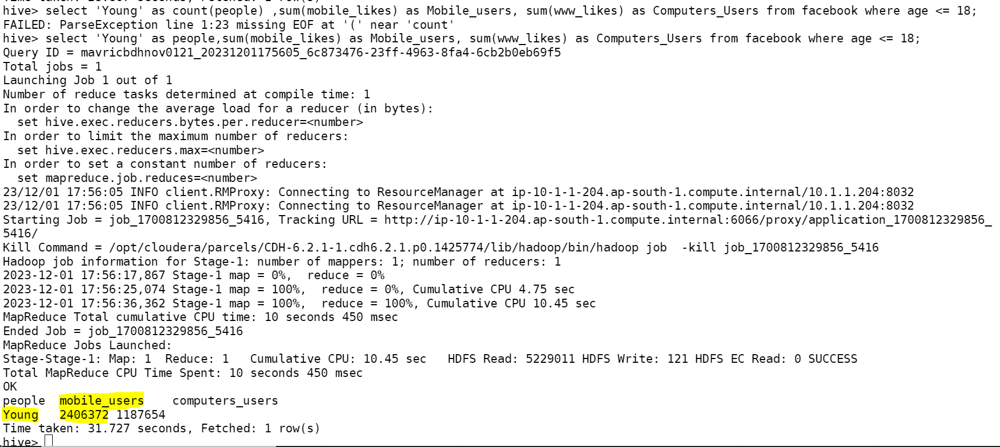 hive> select 'Young' as count(people) ,sum(mobile_likes) as Mobile_users, sum(www_likes) as Computers_Users from facebook where age <= 18;
FAILED: ParseException line 1:23 missing EOF at '(' near 'count'
hive> select 'Young' as people,sum(mobile_likes) as Mobile_users, sum(www_likes) as Computers_Users from facebook where age <= 18;
Query ID = mavricbdhnov0121_20231201175605_6c873476-23ff-4963-8fa4-6cb2b0eb69f5
Total jobs = 1
Launching Job 1 out of 1
Number of reduce tasks determined at compile time: 1
In order to change the average load for a reducer (in bytes):
  set hive.exec.reducers.bytes.per.reducer=<number>
In order to limit the maximum number of reducers:
  set hive.exec.reducers.max=<number>
In order to set a constant number of reducers:
  set mapreduce.job.reduces=<number>
23/12/01 17:56:05 INFO client.RMProxy: Connecting to ResourceManager at ip-10-1-1-204.ap-south-1.compute.internal/10.1.1.204:8032
23/12/01 17:56:05 INFO client.RMProxy: Connecting to ResourceManager at ip-10-1-1-204.ap-south-1.compute.internal/10.1.1.204:8032
Starting Job = job_1700812329856_5416, Tracking URL = http://ip-10-1-1-204.ap-south-1.compute.internal:6066/proxy/application_1700812329856_
5416/
Kill Command = /opt/cloudera/parcels/CDH-6.2.1-1.cdh6.2.1.p0.1425774/lib/hadoop/bin/hadoop job  -kill job_1700812329856_5416
Hadoop job information for Stage-1: number of mappers: 1; number of reducers: 1
2023-12-01 17:56:17,867 Stage-1 map = 0%,  reduce = 0%
2023-12-01 17:56:25,074 Stage-1 map = 100%,  reduce = 0%, Cumulative CPU 4.75 sec
2023-12-01 17:56:36,362 Stage-1 map = 100%,  reduce = 100%, Cumulative CPU 10.45 sec
MapReduce Total cumulative CPU time: 10 seconds 450 msec
Ended Job = job_1700812329856_5416
MapReduce Jobs Launched:
Stage-Stage-1: Map: 1  Reduce: 1   Cumulative CPU: 10.45 sec   HDFS Read: 5229011 HDFS Write: 121 HDFS EC Read: 0 SUCCESS
Total MapReduce CPU Time Spent: 10 seconds 450 msec
OK
people  mobile_users    computers_users
Young   2406372 1187654
Time taken: 31.727 seconds, Fetched: 1 row(s)
hive>